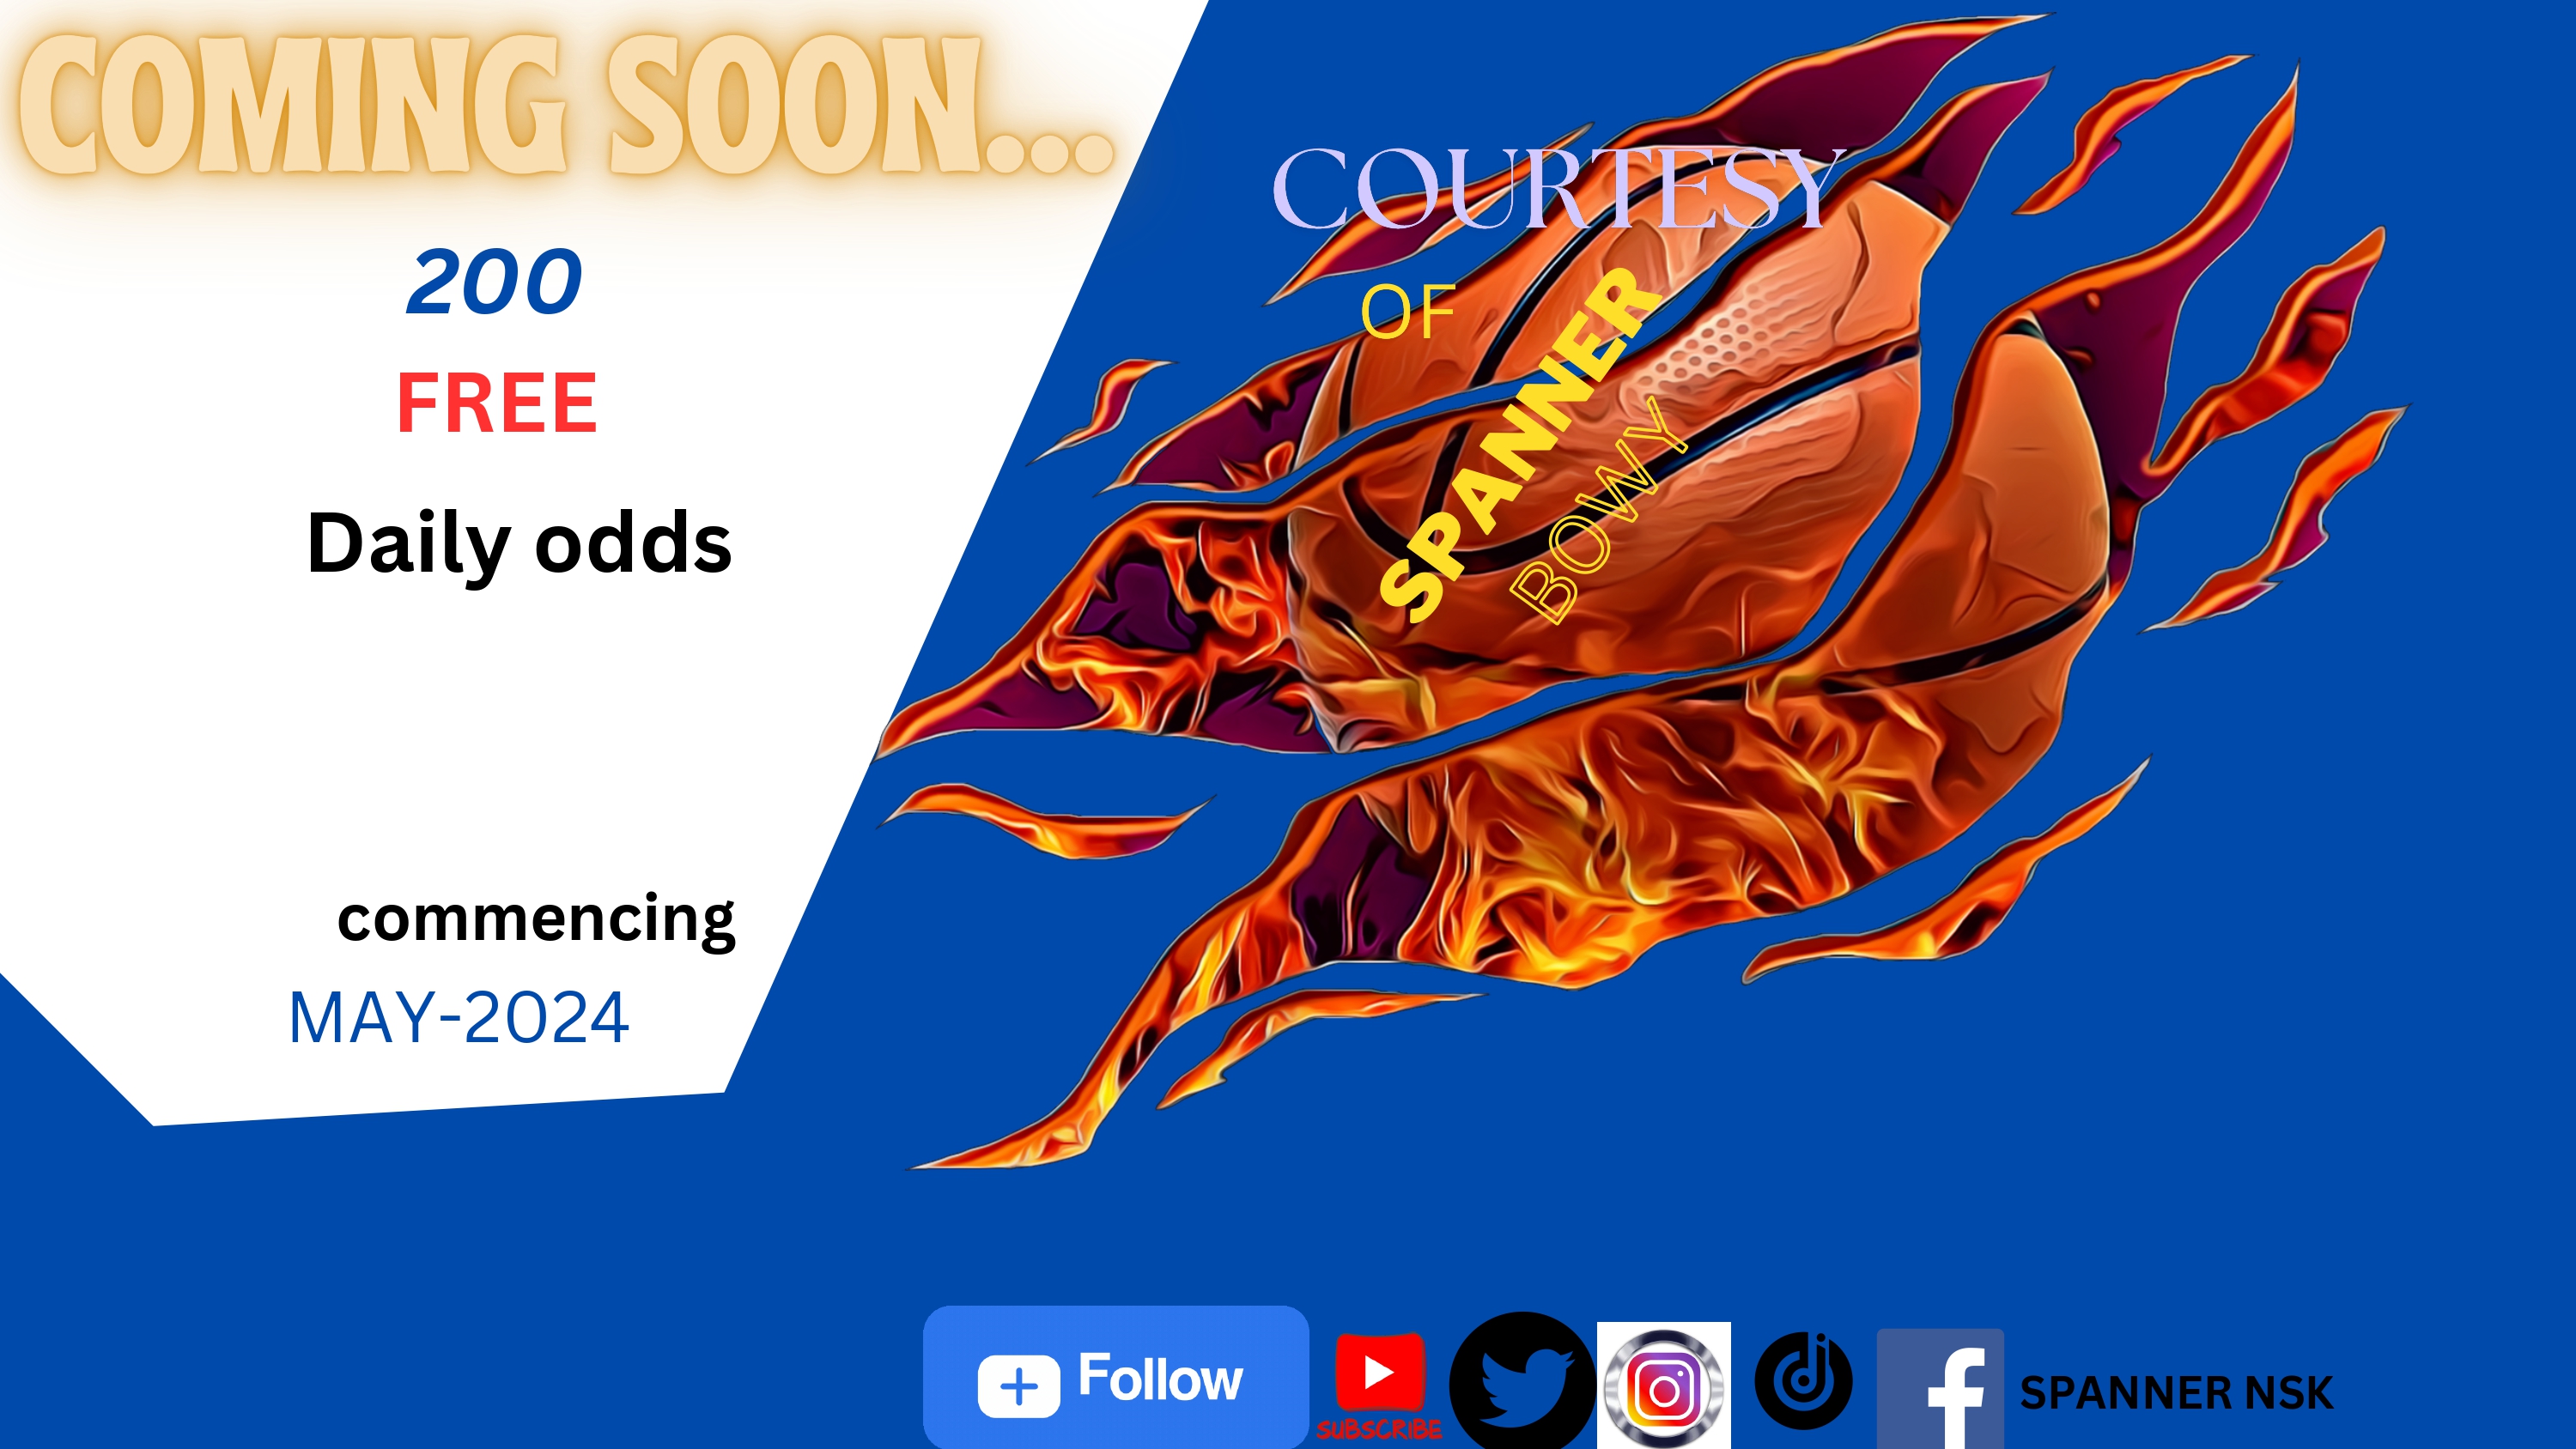 COMING SOON...
200
FREE
Daily odds
commencing
MAY-2024
COURTESY
OF
SPANNER
BOWY
Follow
SUBSCRIBE
SPANNER NSK